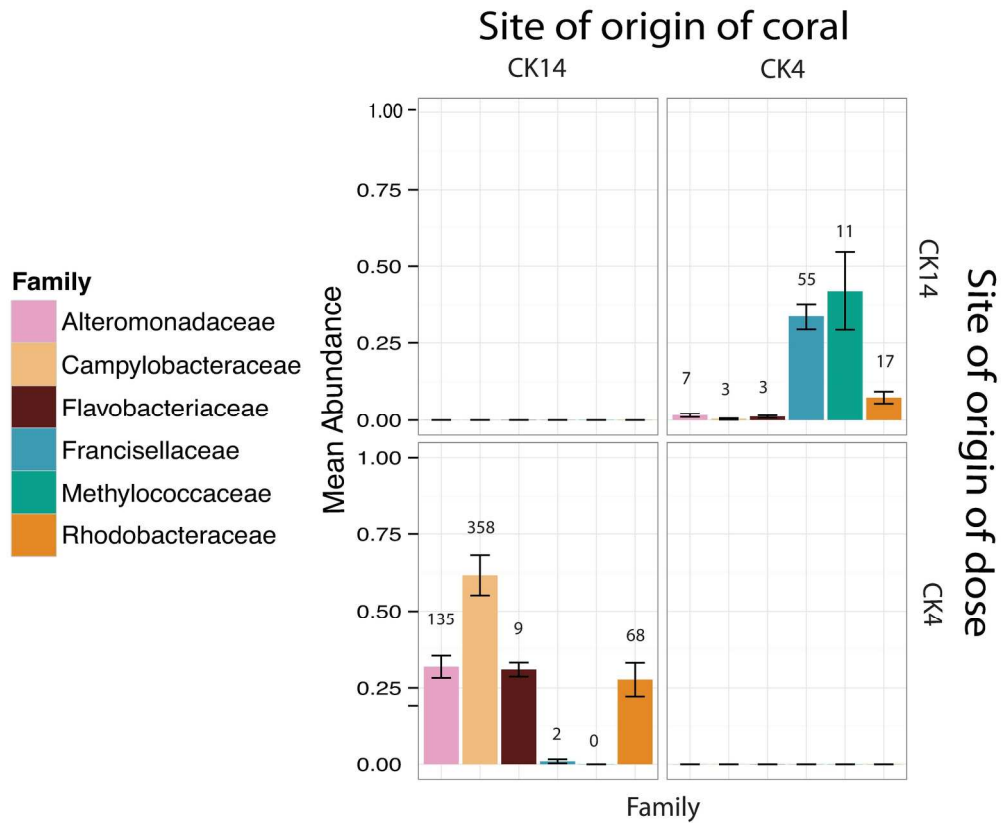 Site of origin of coral
CK14
CK4
Family
Alteromonadaceae
Campylobacteraceae
Flavobacteriaceae
Francisellaceae
Methylococcaceae
Rhodobacteraceae
Mean Abundance
1.00
0.75
0.50
0.25
0.00
7
3
3
55
11
17
CK14
1.00
0.75
0.50
0.25
0.00
135
358
9
2
0
68
CK4
Site of origin of dose
Family